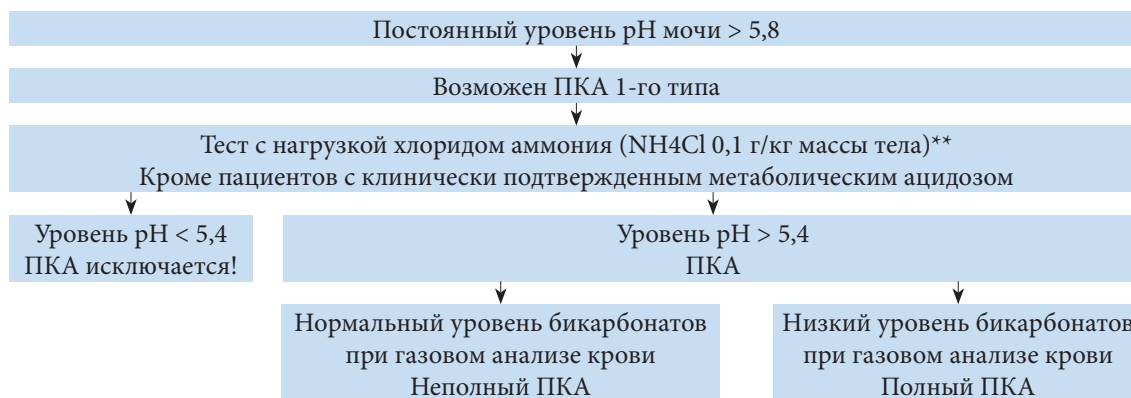 Постоянный уровень pH мочи > 5,8
Возможен ПКА 1-го типа
Тест с нагрузкой хлоридом аммония (NH4Cl 0,1 г/кг массы тела)**
Кроме пациентов с клинически подтвержденным метаболическим ацидозом
Уровень pH < 5,4
ПКА исключается!
Уровень pH > 5,4
ПКА
Нормальный уровень бикарбонатов
при газовом анализе крови
Неполный ПКА
Низкий уровень бикарбонатов
при газовом анализе крови
Полный ПКА